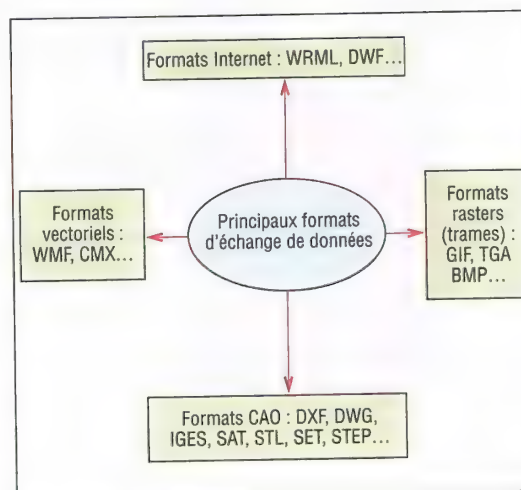 Formats Internet : WRML, DWF...
Formats
vectoriels :
WMF, CMX...
Principaux formats
d'échange de données
Formats
rasters
(trames) :
GIF, TGA
BMP...
Formats CAO : DXF, DWG,
IGES, SAT, STL, SET, STEP...